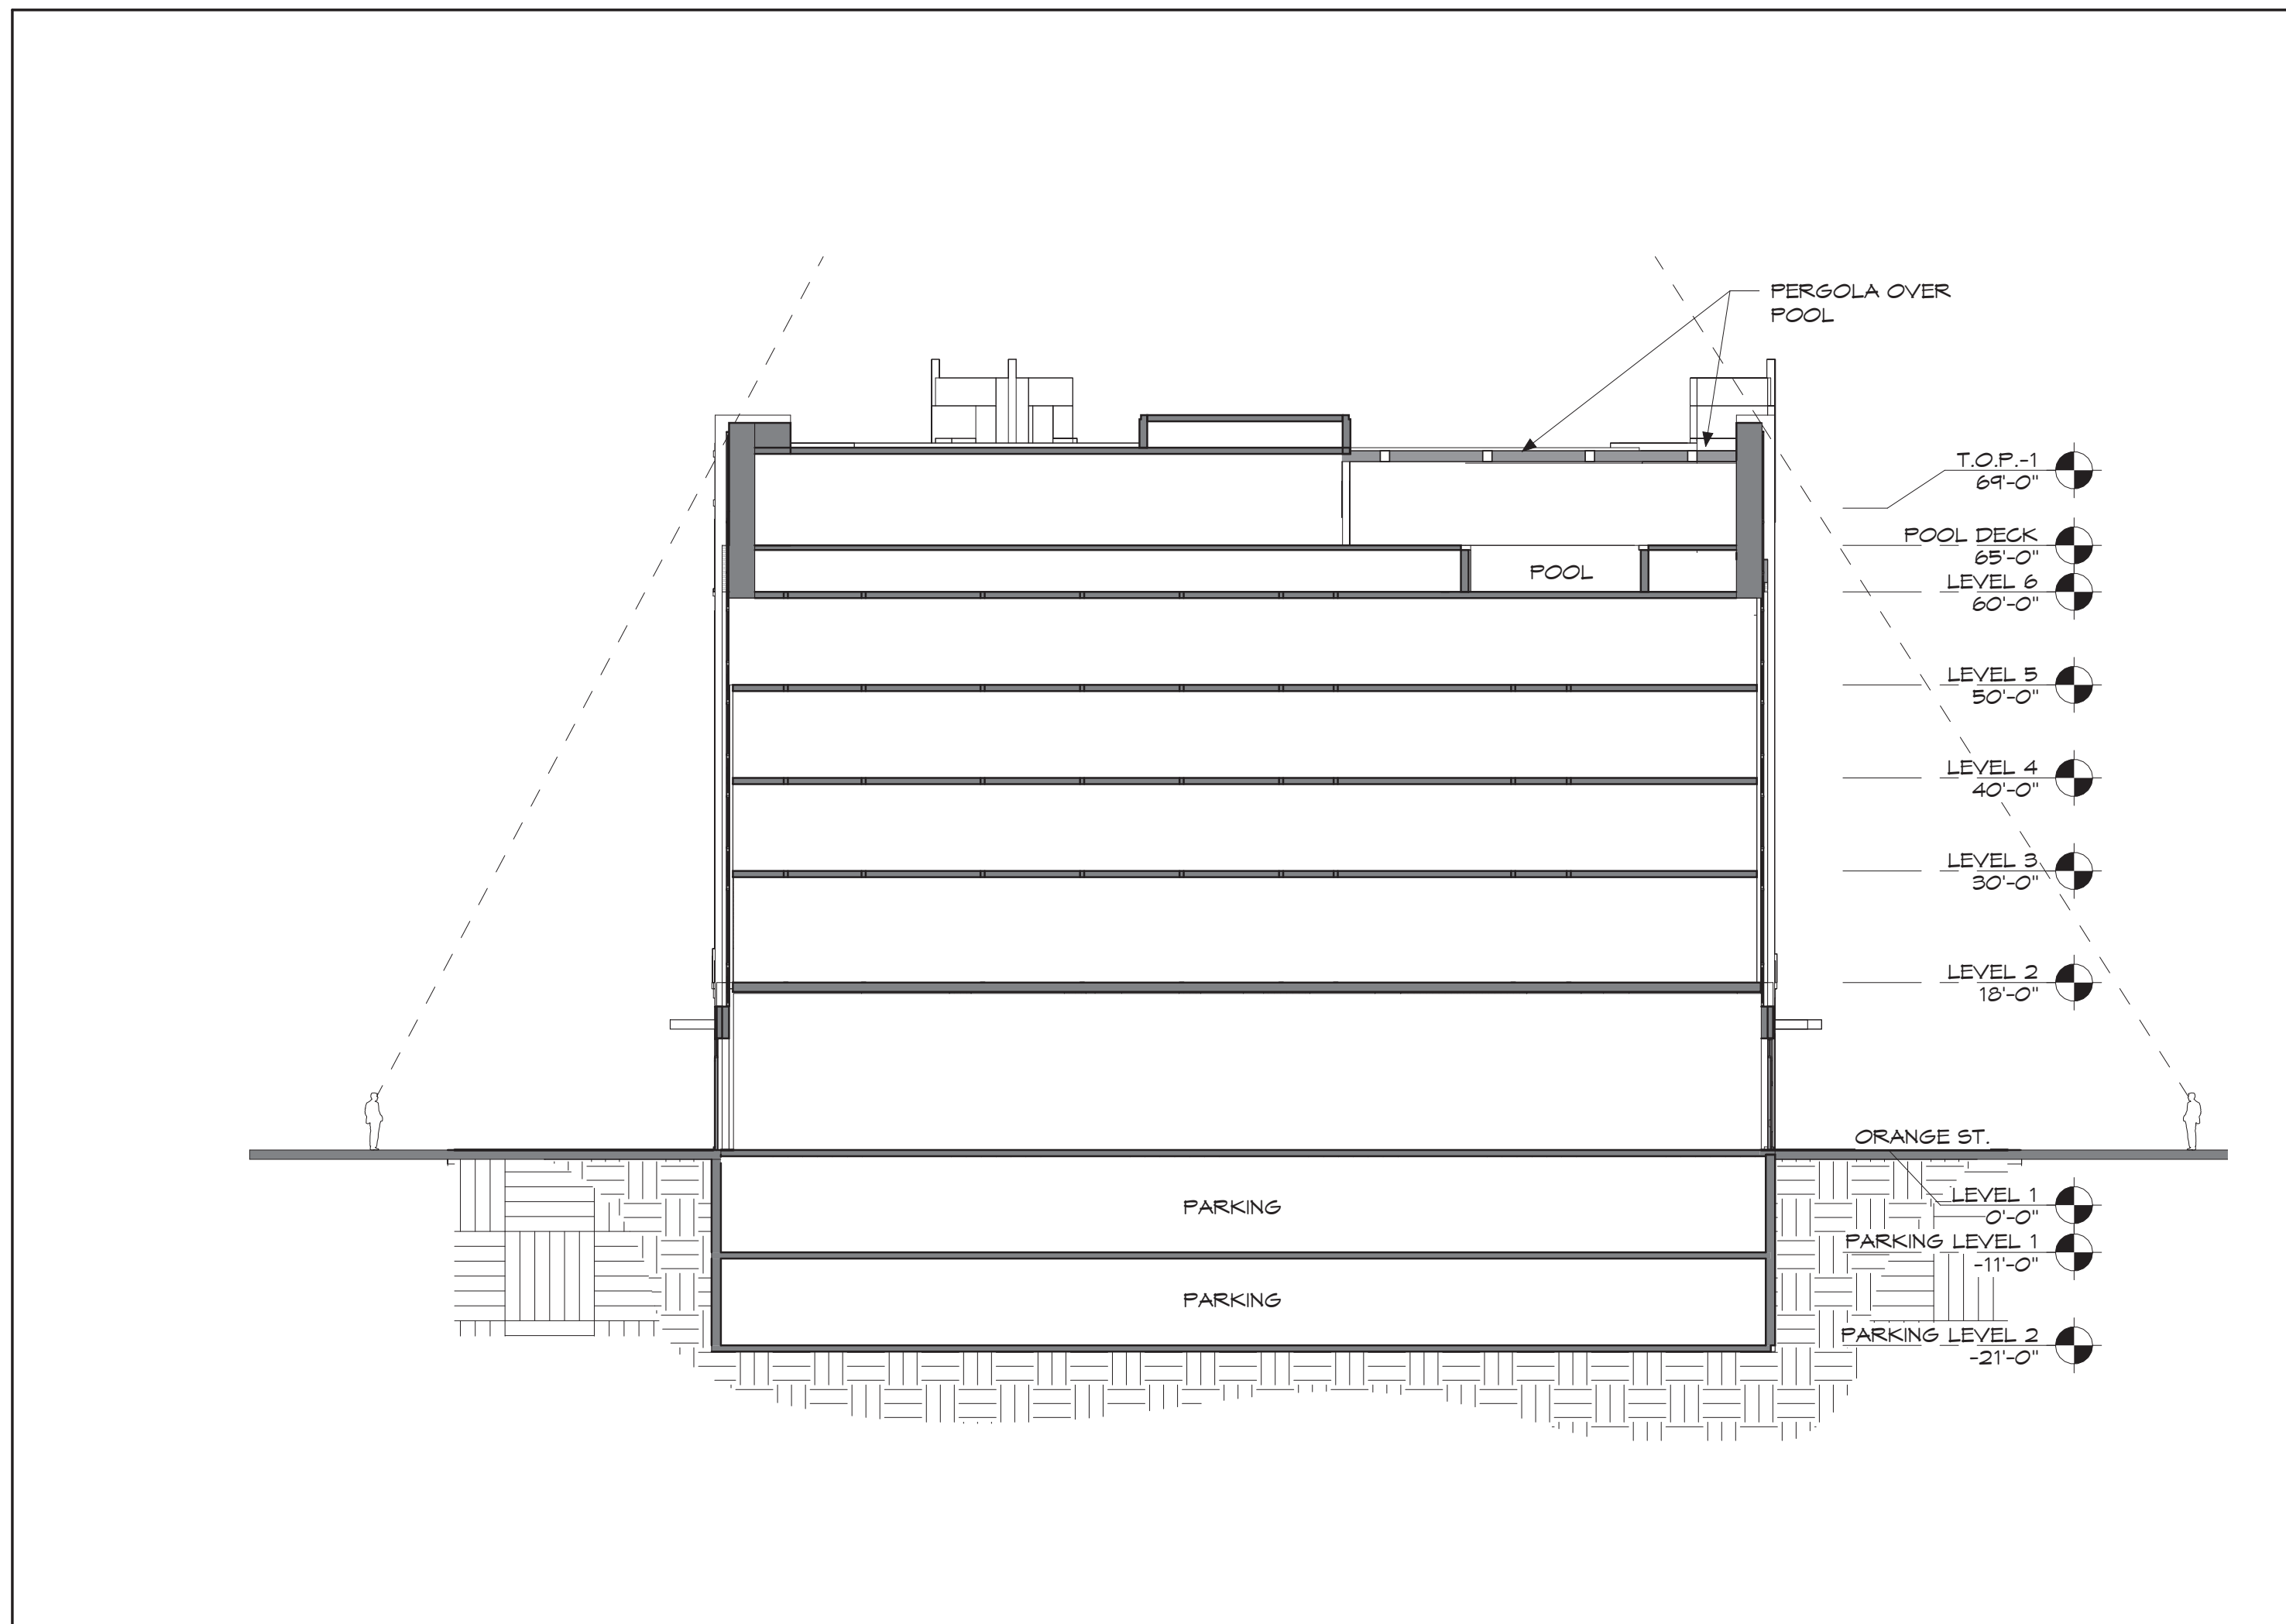 PERGOLA OVER
POOL
T.O.P.-1
69'-0"
POOL DECK
65'-0"
POOL
LEVEL 6
60'-0"
LEVEL 5
50'-0"
LEVEL 4
40'-0"
LEVEL 3
30'-0"
LEVEL 2
18'-0"
ORANGE ST.
LEVEL 1
0'-0"
PARKING
PARKING LEVEL 1
-11'-0"
PARKING
PARKING LEVEL 2
-21'-0"